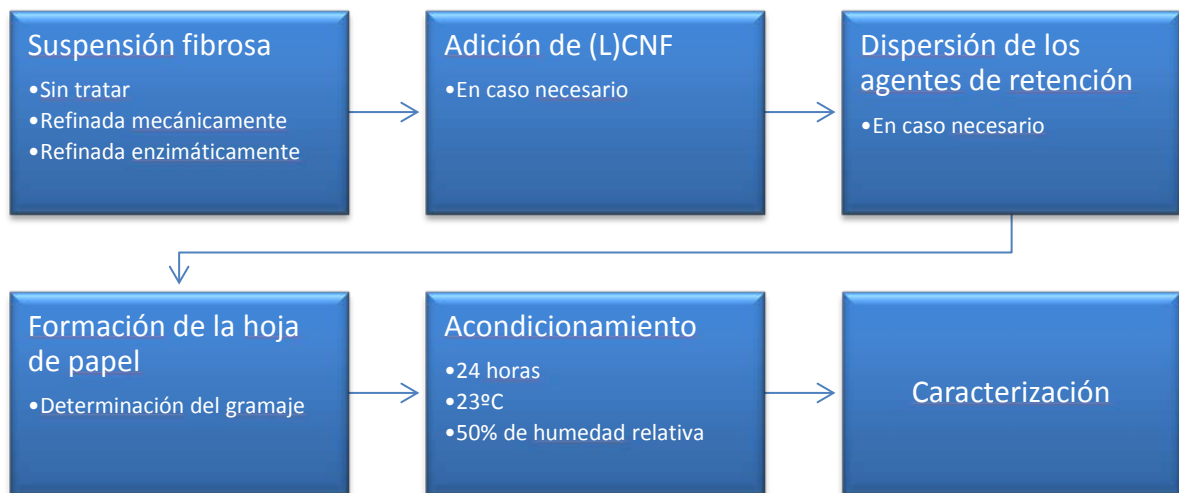 Suspensión fibrosa
•Sin tratar
•Refinada mecánicamente
•Refinada enzimáticamente
Adición de (L)CNF
•En caso necesario
Dispersión de los
agentes de retención
•En caso necesario
Formación de la hoja
de papel
•Determinación del gramaje
Acondicionamiento
•24 horas
•23ºC
•50% de humedad relativa
Caracterización